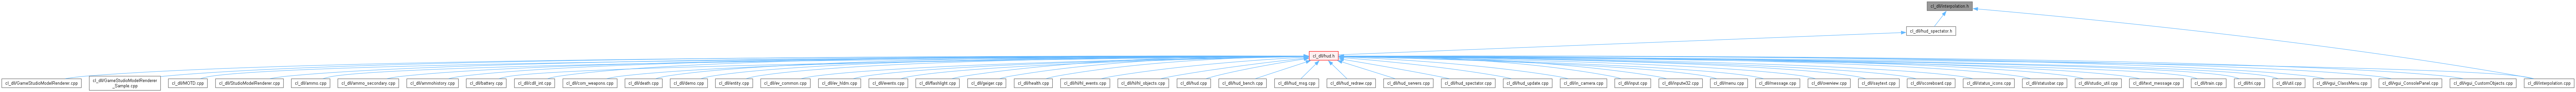 cl_dll/interpolation.h
cl_dll/hud_spectator.h
cl_dll/hud.h
cl_dll/GameStudioModelRenderer.cpp
cl_dll/GameStudioModelRenderer
_Sample.cpp
cl_dll/MOTD.cpp
cl_dll/StudioModelRenderer.cpp
cl_dll/ammo.cpp
cl_dll/ammo_secondary.cpp
cl_dll/ammohistory.cpp
cl_dll/battery.cpp
cl_dll/cdll_int.cpp
cl_dll/com_weapons.cpp
cl_dll/death.cpp
cl_dll/demo.cpp
cl_dll/entity.cpp
cl_dll/ev_common.cpp
cl_dll/ev_hldm.cpp
cl_dll/events.cpp
cl_dll/flashlight.cpp
cl_dll/geiger.cpp
cl_dll/health.cpp
cl_dll/hl/hl_events.cpp
cl_dll/hl/hl_objects.cpp
cl_dll/hud.cpp
cl_dll/hud_bench.cpp
cl_dll/hud_msg.cpp
cl_dll/hud_redraw.cpp
cl_dll/hud_servers.cpp
cl_dll/hud_spectator.cpp
cl_dll/hud_update.cpp
cl_dll/in_camera.cpp
cl_dll/input.cpp
cl_dll/inputw32.cpp
cl_dll/menu.cpp
cl_dll/message.cpp
cl_dll/overview.cpp
cl_dll/saytext.cpp
cl_dll/scoreboard.cpp
cl_dll/status_icons.cpp
cl_dll/statusbar.cpp
cl_dll/studio_util.cpp
cl_dll/text_message.cpp
cl_dll/train.cpp
cl_dll/tri.cpp
cl_dll/util.cpp
cl_dll/vgui_ClassMenu.cpp
cl_dll/vgui_ConsolePanel.cpp
cl_dll/vgui_CustomObjects.cpp
cl_dll/interpolation.cpp